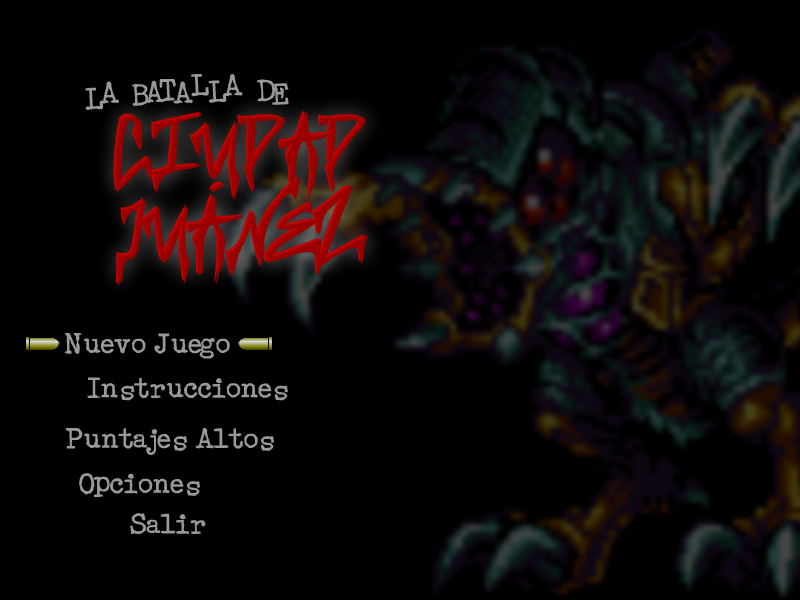 LA BATALLA DE
CIUDAD
JUÁREZ
Nuevo Juego
Instrucciones
Puntajes Altos
Opciones
Salir